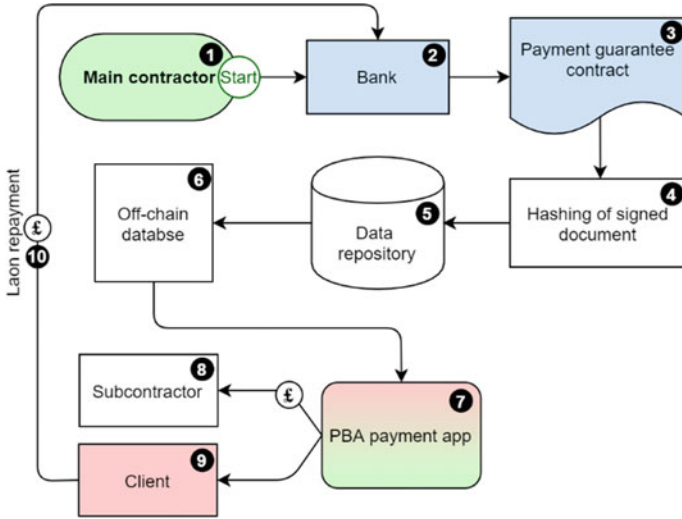 1
Main contractor
Start
2
Bank
3
Payment guarantee
contract
4
Hashing of signed
document
5
Data
repository
6
Off-chain
databse
7
PBA payment app
£
8
Subcontractor
9
Client
10
£
Laon repayment